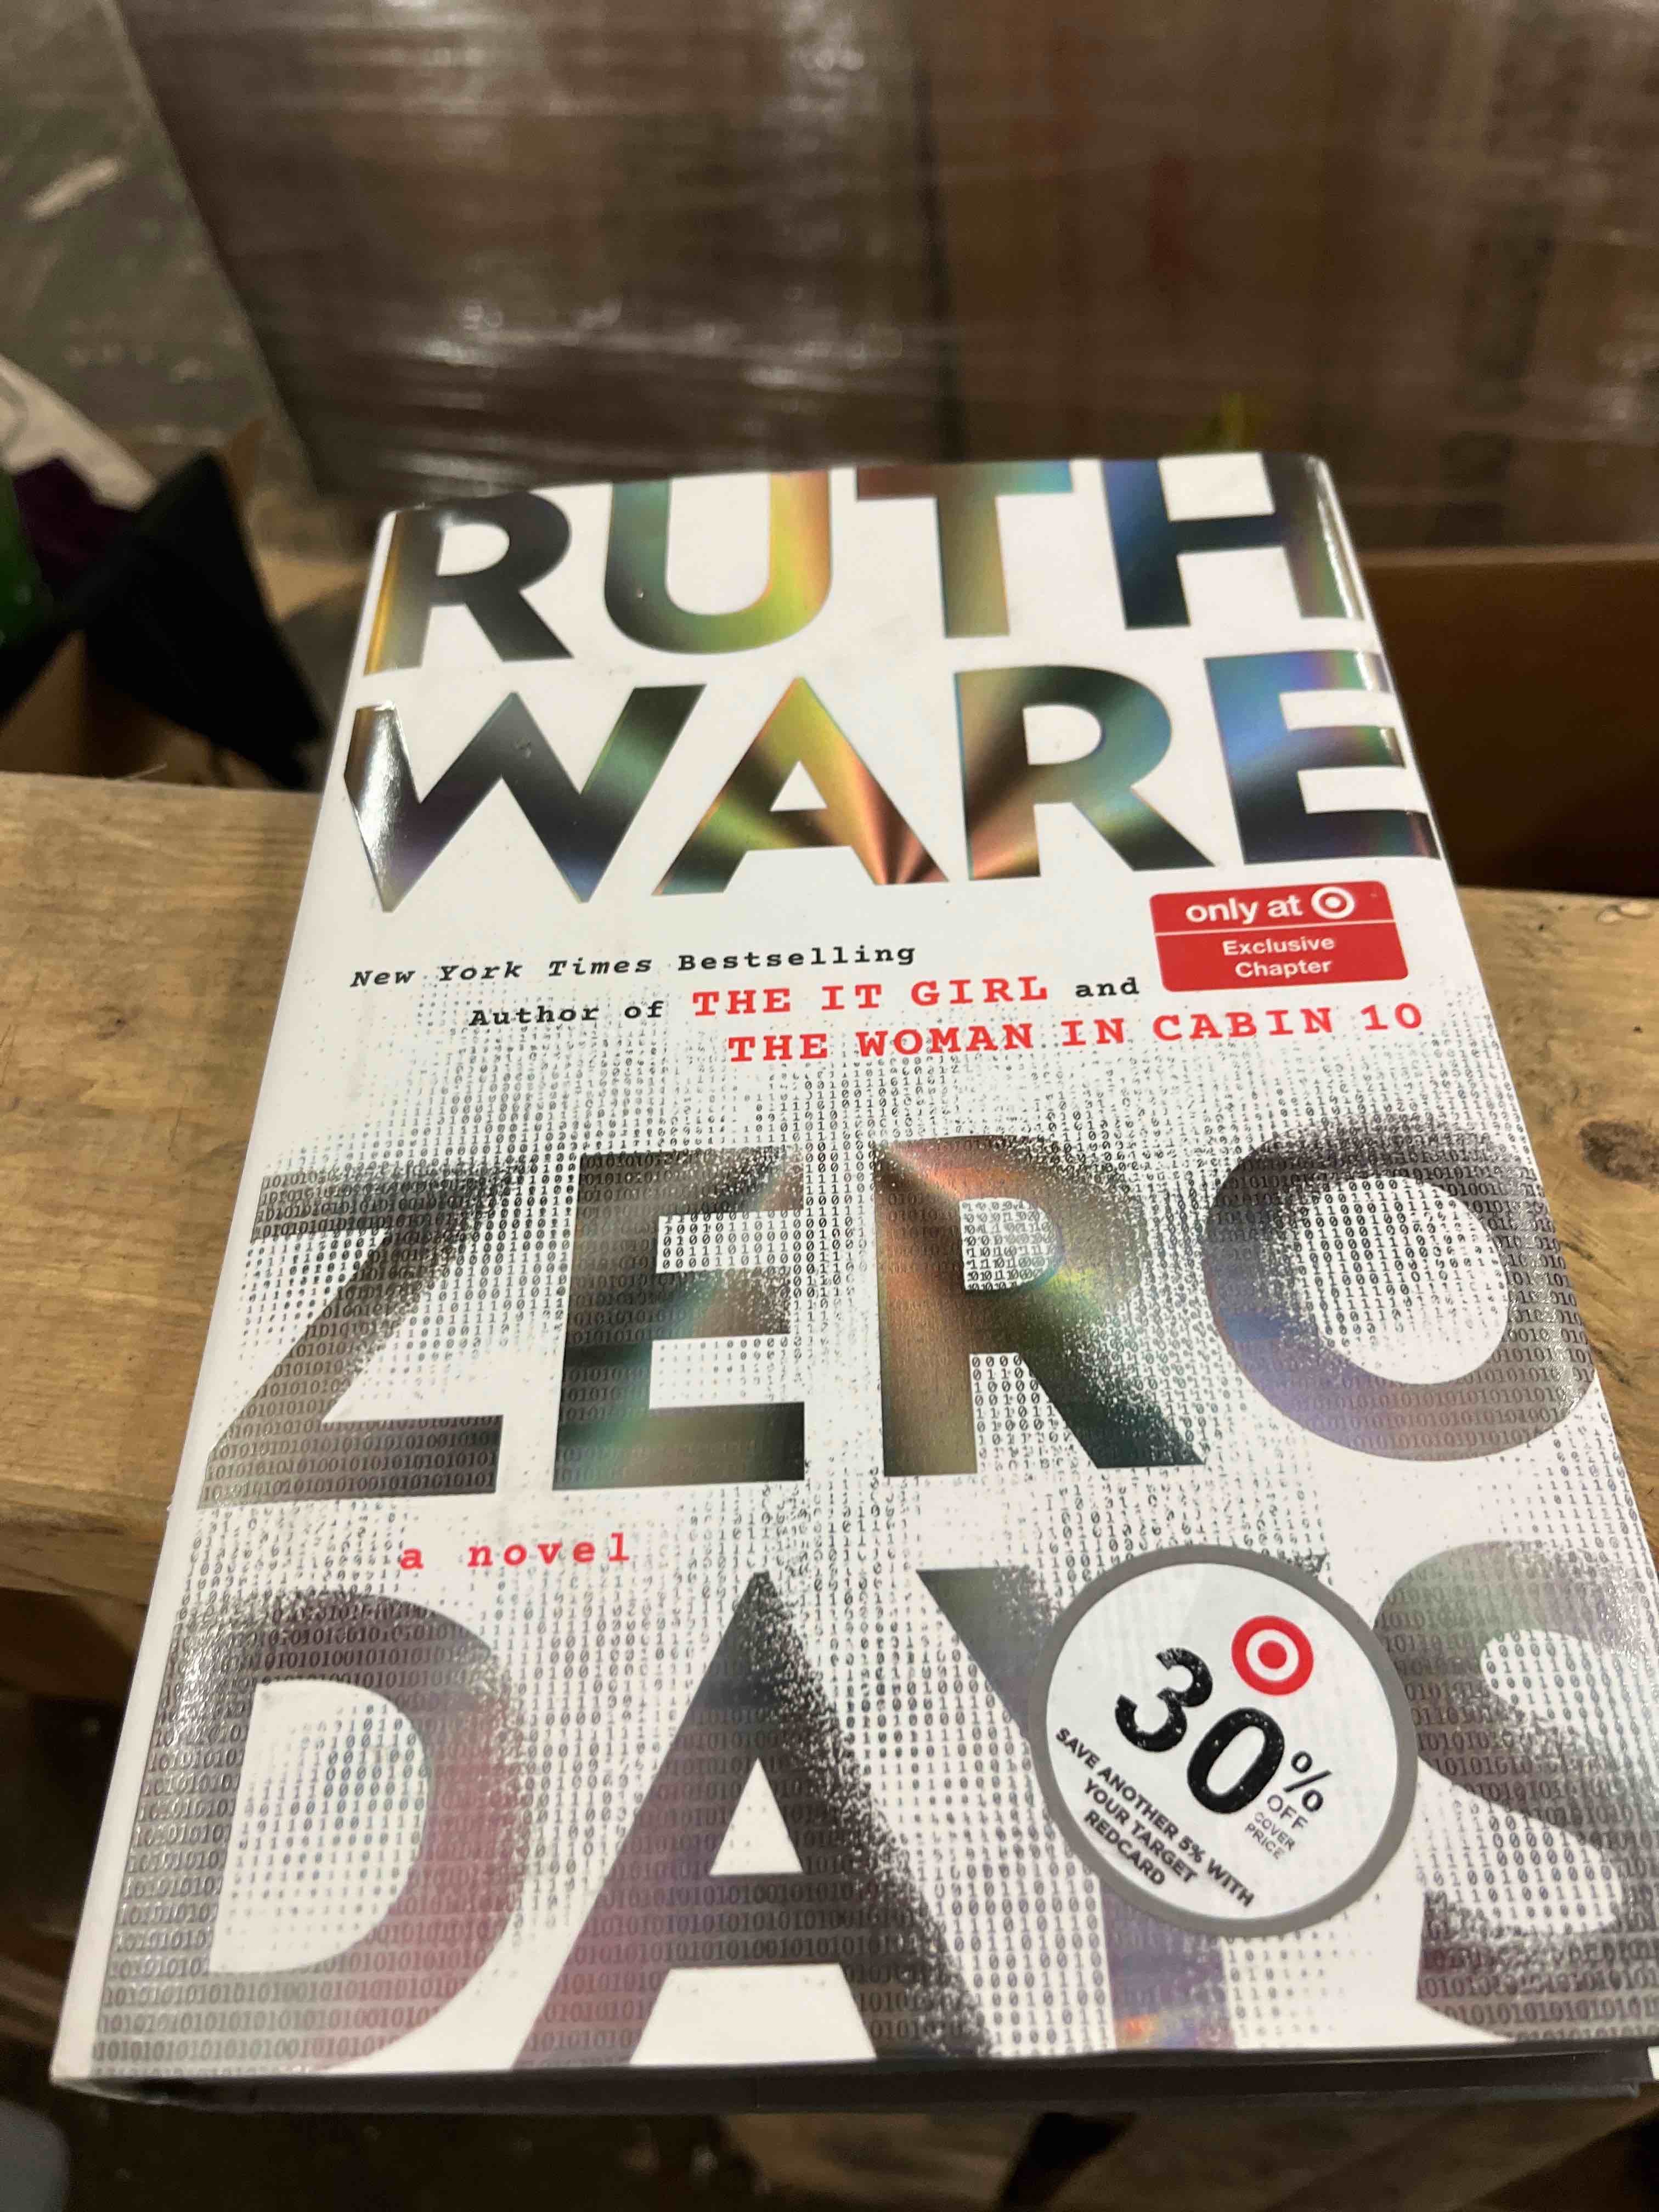 RUTH
WARE
only at
Exclusive
Chapter
New York Times Bestselling
Author of THE IT GIRL and
THE WOMAN IN CABIN 10
ZERO
a novel
DAYS
30% OFF COVER PRICE
SAVE ANOTHER 5% WITH
YOUR TARGET
REDCARD